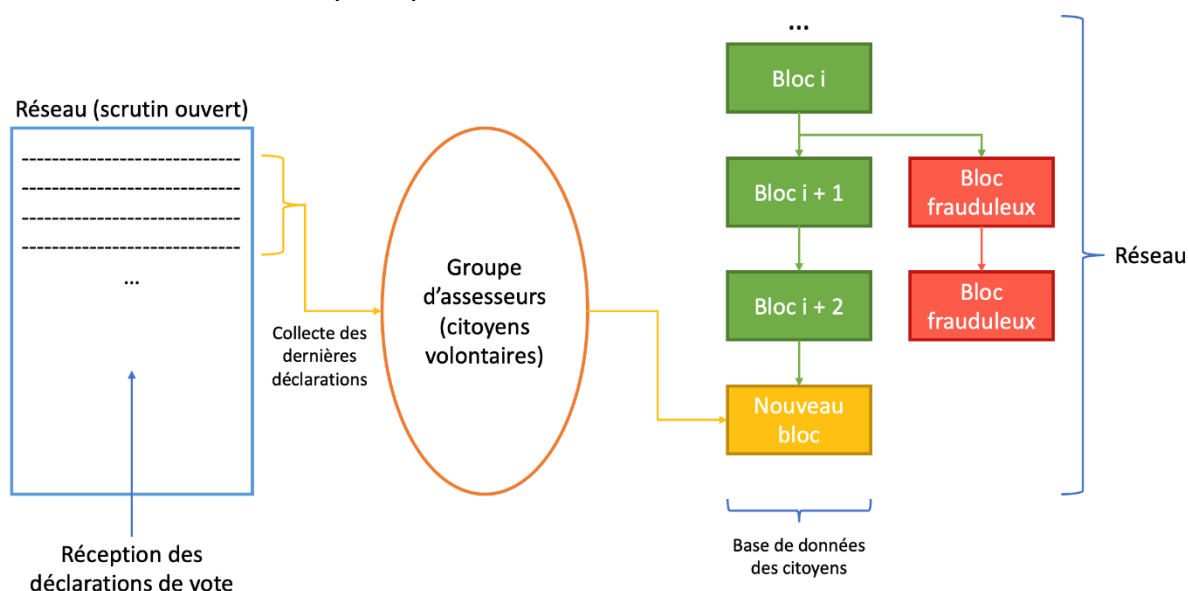 Réseau (scrutin ouvert)
--------------------------------
--------------------------------
--------------------------------
--------------------------------
...
Réception des
déclarations de vote
Collecte des
dernières
déclarations
Groupe
d'assesseurs
(citoyens
volontaires)
...
Bloc i
Bloc i + 1
Bloc
frauduleux
Bloc i + 2
Bloc
frauduleux
Nouveau
bloc
Base de données
des citoyens
Réseau